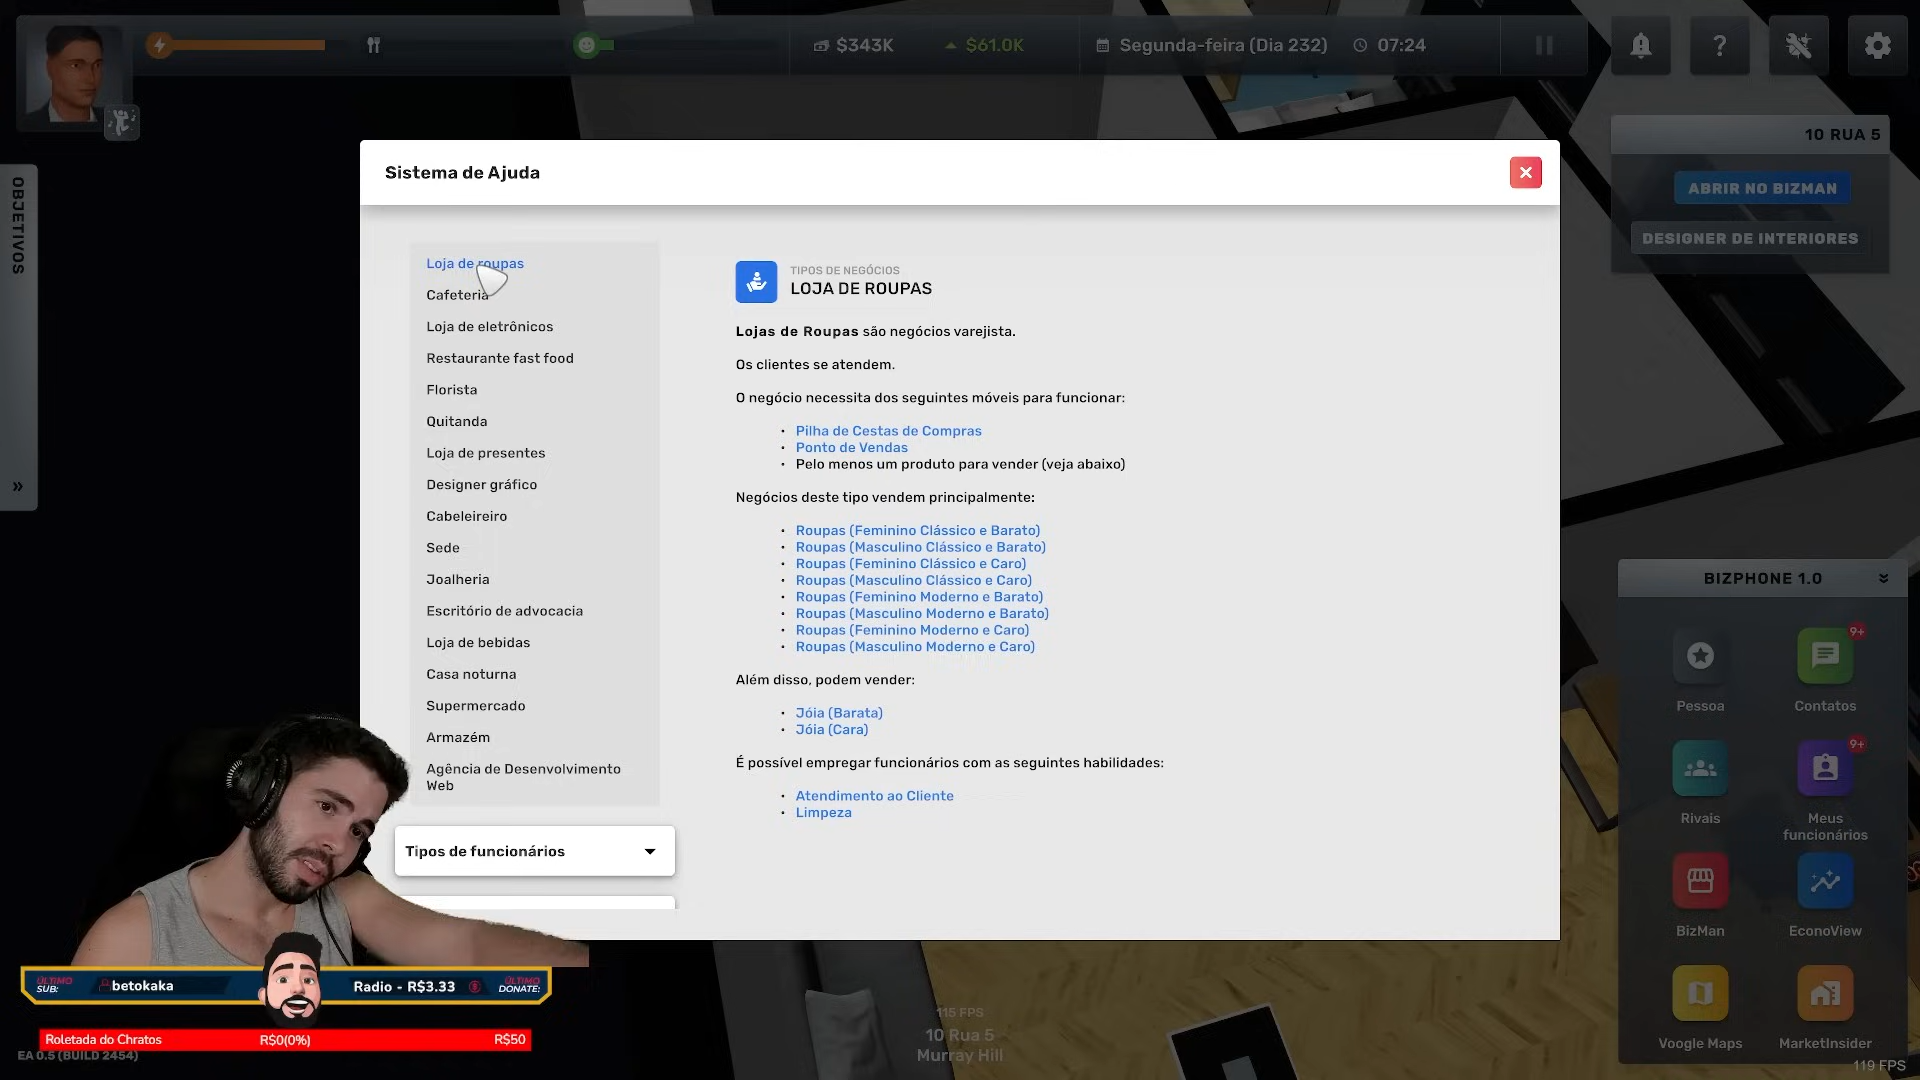 $343K
$61.0K
Segunda-feira (Dia 232)
07:24
?
OBJETIVOS
»
10 RUA 5
ABRIR NO BIZMAN
DESIGNER DE INTERIORES
Sistema de Ajuda
Loja de roupas
Cafeteria
Loja de eletrônicos
Restaurante fast food
Florista
Quitanda
Loja de presentes
Designer gráfico
Cabeleireiro
Sede
Joalheria
Escritório de advocacia
Loja de bebidas
Casa noturna
Supermercado
Armazém
Agência de Desenvolvimento
Web
Tipos de funcionários
TIPOS DE NEGÓCIOS
LOJA DE ROUPAS
Lojas de Roupas são negócios varejista.
Os clientes se atendem.
O negócio necessita dos seguintes móveis para funcionar:
• Pilha de Cestas de Compras
• Ponto de Vendas
• Pelo menos um produto para vender (veja abaixo)
Negócios deste tipo vendem principalmente:
• Roupas (Feminino Clássico e Barato)
• Roupas (Masculino Clássico e Barato)
• Roupas (Feminino Clássico e Caro)
• Roupas (Masculino Clássico e Caro)
• Roupas (Feminino Moderno e Barato)
• Roupas (Masculino Moderno e Barato)
• Roupas (Feminino Moderno e Caro)
• Roupas (Masculino Moderno e Caro)
Além disso, podem vender:
• Jóia (Barata)
• Jóia (Cara)
É possível empregar funcionários com as seguintes habilidades:
• Atendimento ao Cliente
• Limpeza
BIZPHONE 1.0
9+
Pessoa
Contatos
9+
Rivais
Meus
funcionários
BizMan
EconoView
Voogle Maps
MarketInsider
119 FPS
115 FPS
10 Rua 5
Murray Hill
ÚLTIMO
SUB:
betokaka
Radio - R$3.33
ÚLTIMO
DONATE:
Roletada do Chratos
R$0(0%)
R$50
EA 0.5 (BUILD 2454)